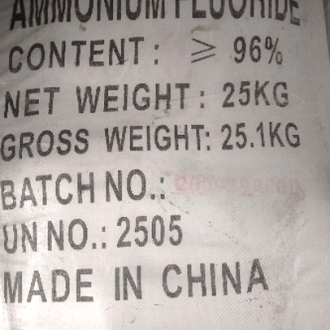 AMMONIUM FLUORIDE
CONTENT: ≥ 96%
NET WEIGHT: 25KG
GROSS WEIGHT: 25.1KG
BATCH NO.:
UN NO.: 2505
MADE IN CHINA